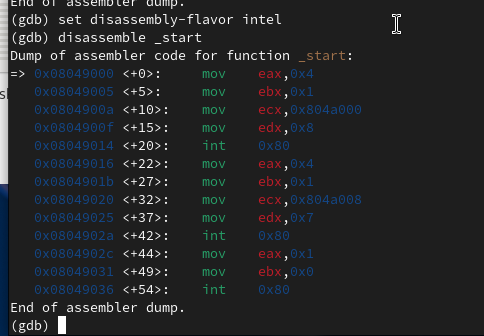 End of assembler dump.
(gdb) set disassembly-flavor intel
(gdb) disassemble _start
Dump of assembler code for function _start:
=> 0x08049000 <+0>: mov eax,0x4
0x08049005 <+5>: mov ebx,0x1
0x0804900a <+10>: mov ecx,0x804a000
0x0804900f <+15>: mov edx,0x8
0x08049014 <+20>: int 0x80
0x08049016 <+22>: mov eax,0x4
0x0804901b <+27>: mov ebx,0x1
0x08049020 <+32>: mov ecx,0x804a008
0x08049025 <+37>: mov edx,0x7
0x0804902a <+42>: int 0x80
0x0804902c <+44>: mov eax,0x1
0x08049031 <+49>: mov ebx,0x0
0x08049036 <+54>: int 0x80
End of assembler dump.
(gdb)